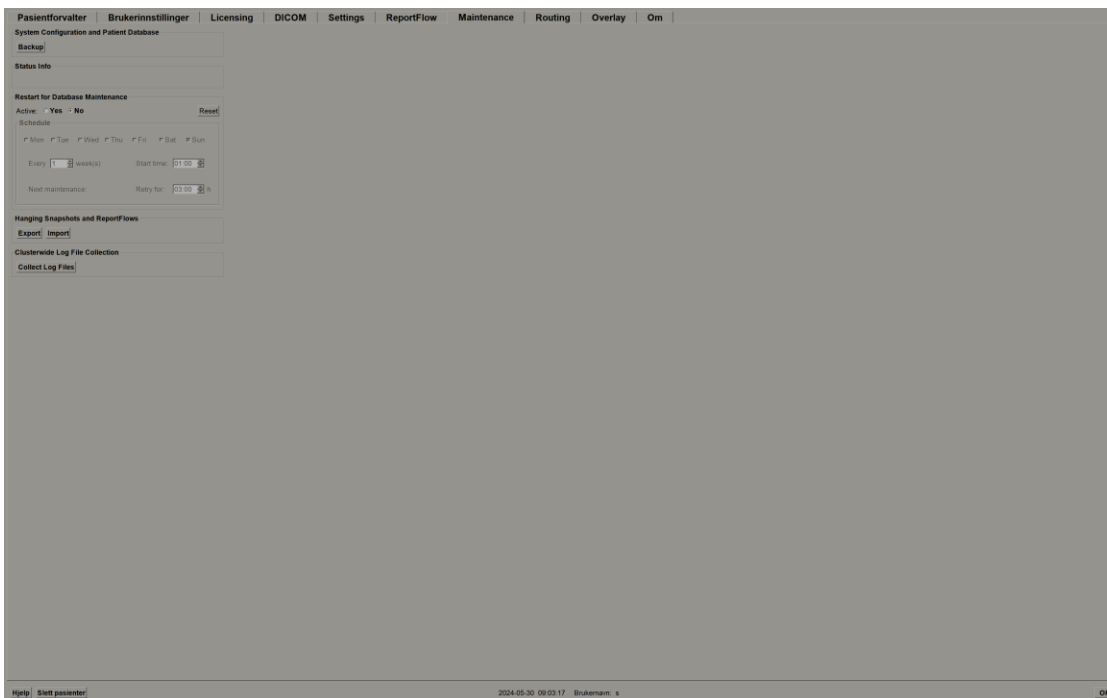 Pasientforvalter Brukerinnstillinger Licensing DICOM Settings ReportFlow Maintenance Routing Overlay Om
System Configuration and Patient Database
Backup
Status Info
Restart for Database Maintenance
Active: Yes No Reset
Schedule
Mon Tue Wed Thu Fri Sat Sun
Every 1 week(s) Start time: 01:00
Next maintenance: Retry for: 03:00 h
Hanging Snapshots and ReportFlows
Export Import
Clusterwide Log File Collection
Collect Log Files
Hjelp Slett pasienter 2024-05-30 09:03:17 Brukernavn: s